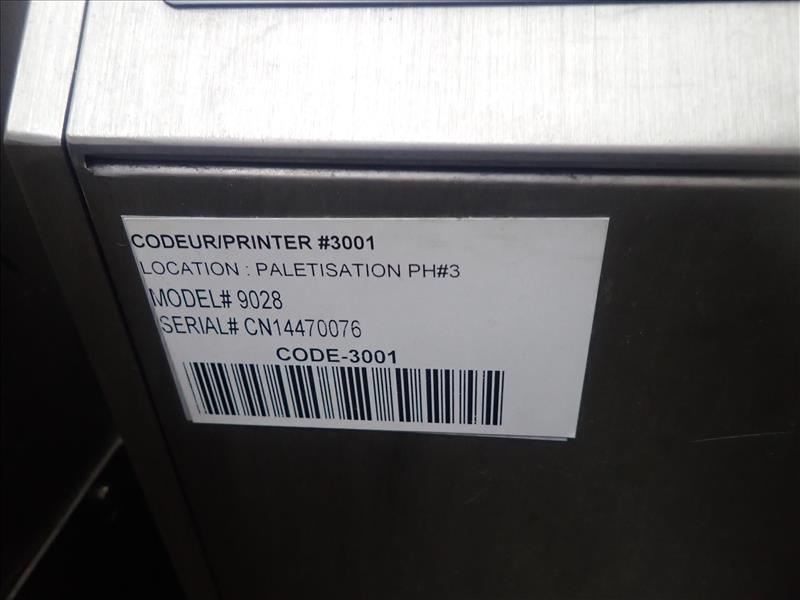 CODEUR/PRINTER #3001
LOCATION : PALETISATION PH#3
MODEL# 9028
SERIAL# CN14470076
CODE-3001